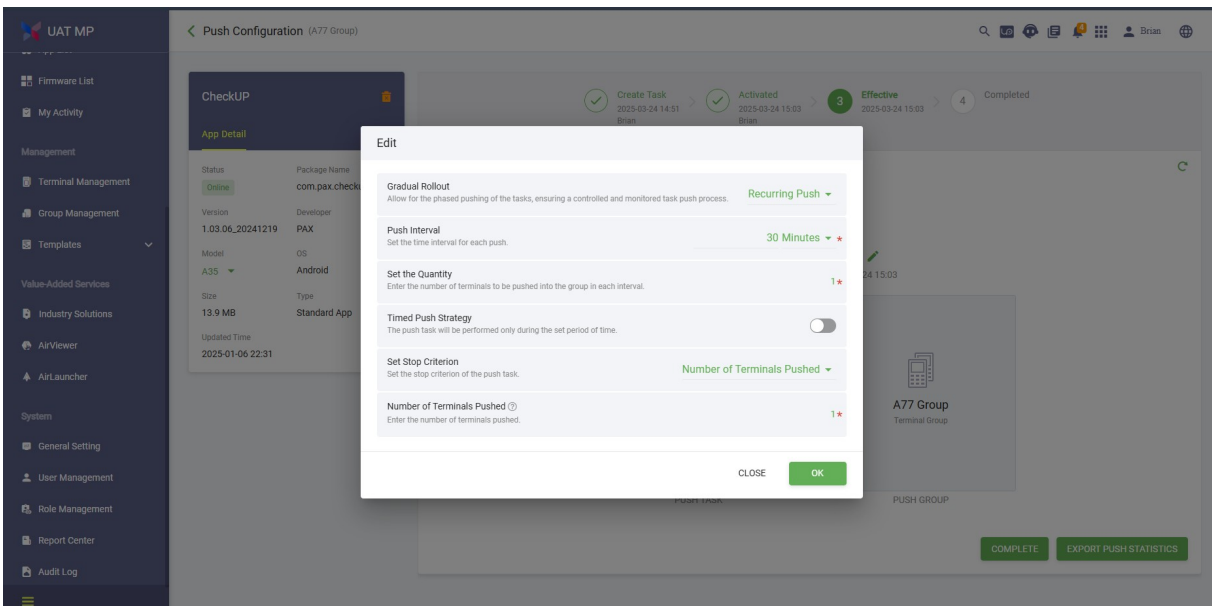 UAT MP
Push Configuration (A77 Group)
Brian
Firmware List
My Activity
Management
Terminal Management
Group Management
Templates
Value-Added Services
Industry Solutions
AirViewer
AirLauncher
System
General Setting
User Management
Role Management
Report Center
Audit Log
CheckUP
App Detail
Status
Online
Package Name
com.pax.checku
Version
1.03.06_20241219
Developer
PAX
Model
A35
OS
Android
Size
13.9 MB
Type
Standard App
Updated Time
2025-01-06 22:31
Create Task
2025-03-24 14:51
Brian
Activated
2025-03-24 15:03
Brian
3
Effective
2025-03-24 15:03
4
Completed
Edit
Gradual Rollout
Allow for the phased pushing of the tasks, ensuring a controlled and monitored task push process.
Recurring Push
Push Interval
Set the time interval for each push.
30 Minutes *
Set the Quantity
Enter the number of terminals to be pushed into the group in each interval.
1*
Timed Push Strategy
The push task will be performed only during the set period of time.
Set Stop Criterion
Set the stop criterion of the push task.
Number of Terminals Pushed
Number of Terminals Pushed ?
Enter the number of terminals pushed.
1*
CLOSE
OK
24 15:03
A77 Group
Terminal Group
PUSH TASK
PUSH GROUP
COMPLETE
EXPORT PUSH STATISTICS